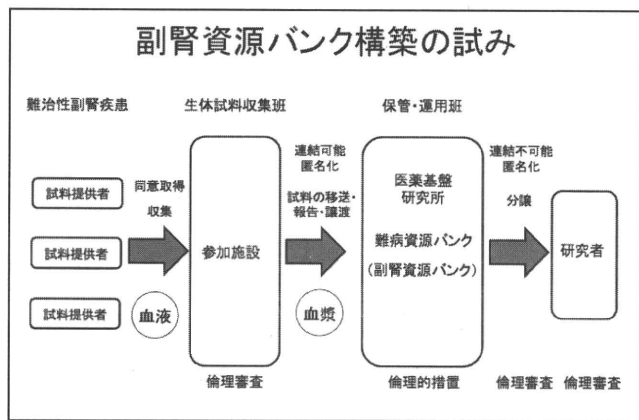 副腎資源バンク構築の試み
難治性副腎疾患
生体試料収集班
保管・運用班
試料提供者
試料提供者
試料提供者
同意取得
収集
血液
参加施設
連結可能
匿名化
試料の移送・
報告・譲渡
血漿
医薬基盤
研究所
難病資源バンク
(副腎資源バンク)
連結不可能
匿名化
分譲
研究者
倫理審査
倫理的措置
倫理審査
倫理審査